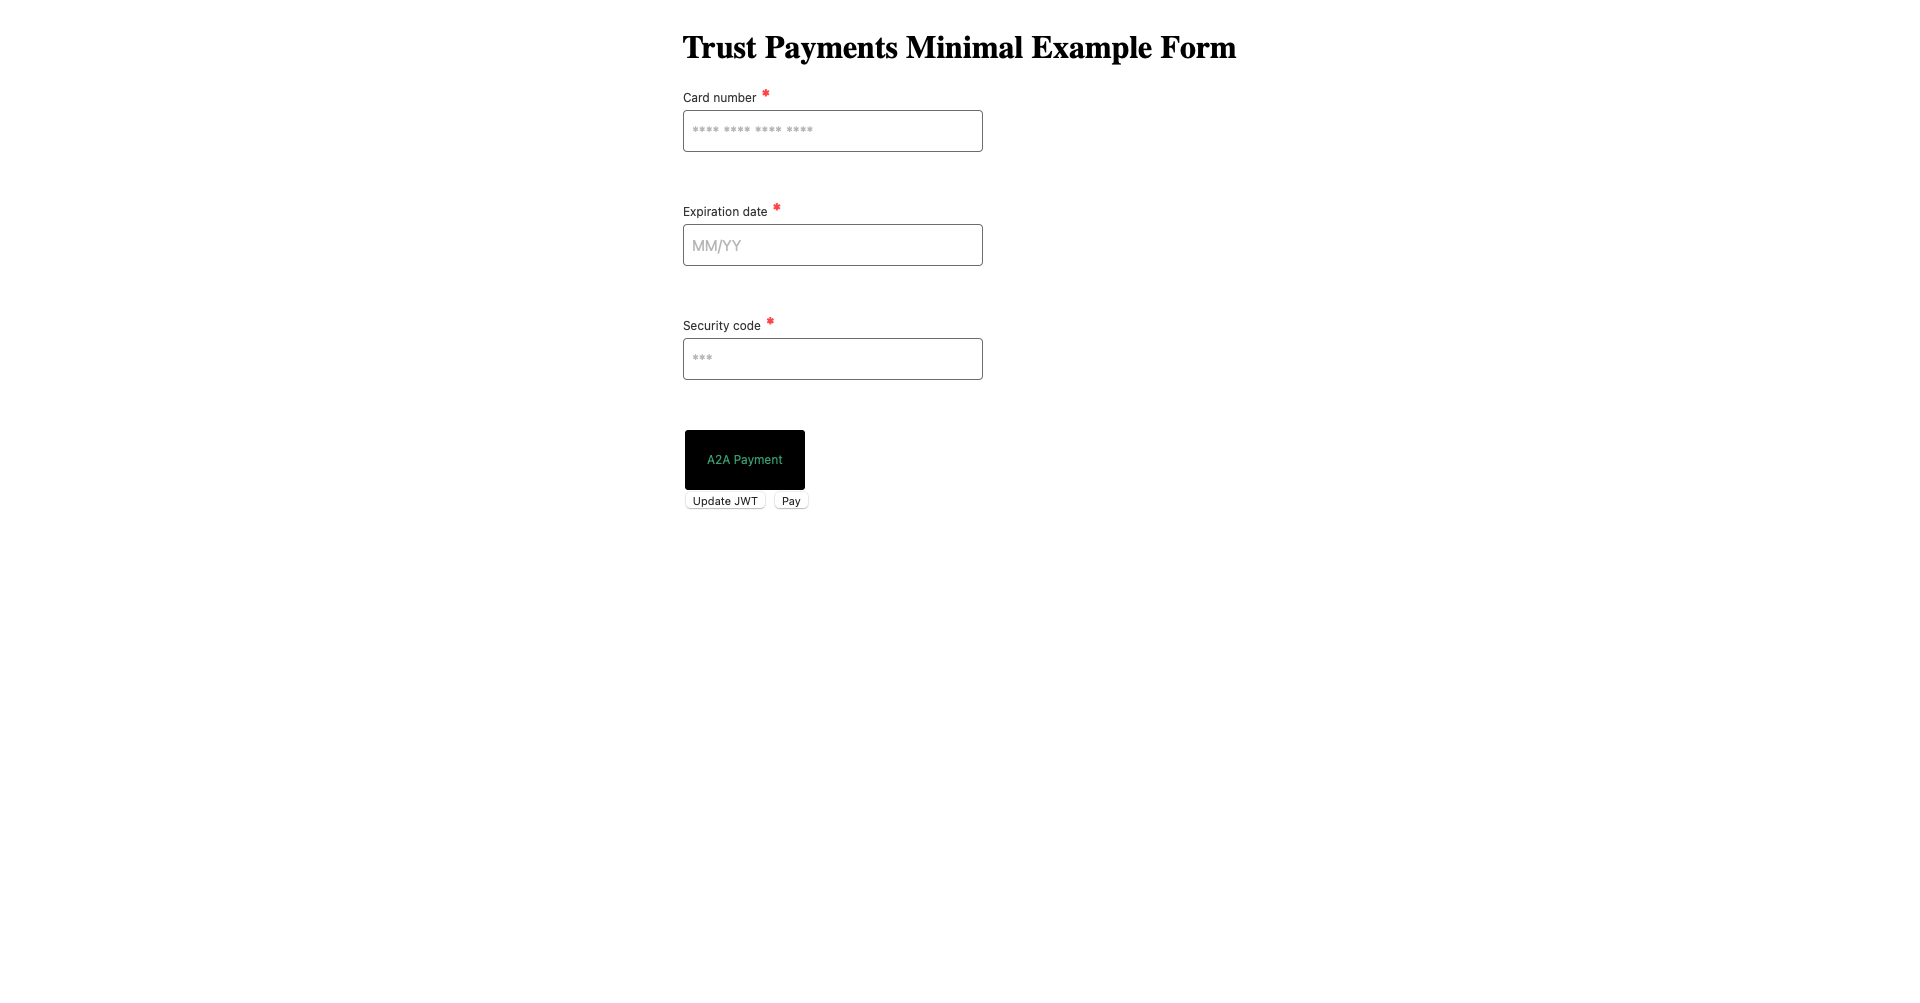 Trust Payments Minimal Example Form
Card number *
**** **** **** ****
Expiration date *
MM/YY
Security code *
***
A2A Payment
Update JWT Pay